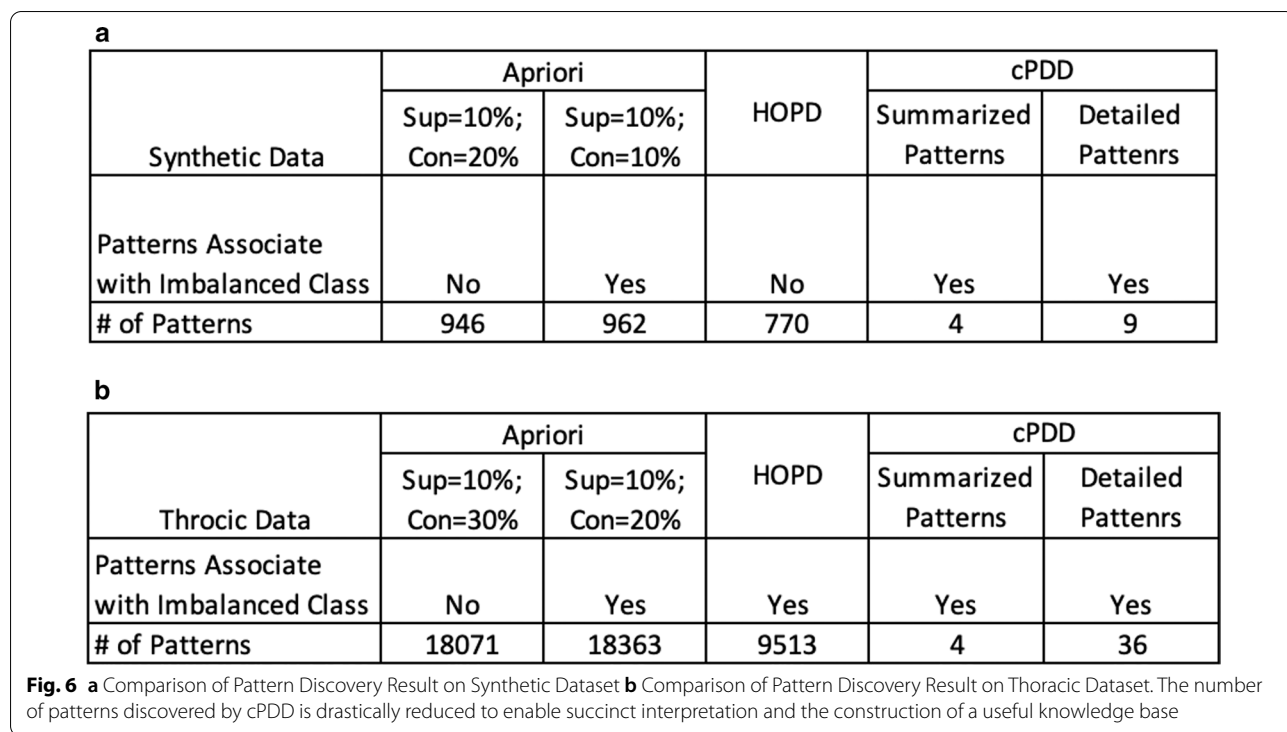 a
Apriori
cPDD
Synthetic Data
Sup=10%;
Con=20%
Sup=10%;
Con=10%
HOPD
Summarized
Patterns
Detailed
Pattenrs
Patterns Associate
with Imbalanced Class
No
Yes
No
Yes
Yes
# of Patterns
946
962
770
4
9
b
Apriori
cPDD
Throcic Data
Sup=10%;
Con=30%
Sup=10%;
Con=20%
HOPD
Summarized
Patterns
Detailed
Pattenrs
Patterns Associate
with Imbalanced Class
No
Yes
Yes
Yes
Yes
# of Patterns
18071
18363
9513
4
36
Fig. 6 a Comparison of Pattern Discovery Result on Synthetic Dataset b Comparison of Pattern Discovery Result on Thoracic Dataset. The number
of patterns discovered by cPDD is drastically reduced to enable succinct interpretation and the construction of a useful knowledge base